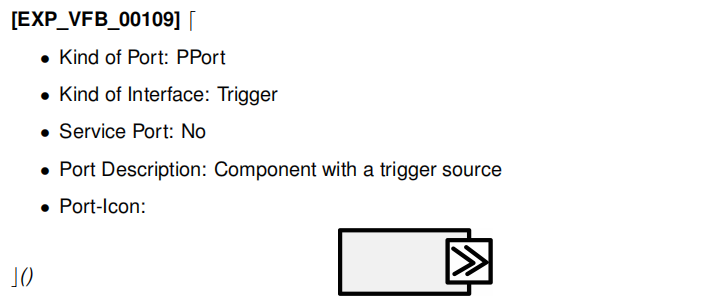 [EXP_VFB_00109] ⌈
• Kind of Port: PPort
• Kind of Interface: Trigger
• Service Port: No
• Port Description: Component with a trigger source
• Port-Icon:
⌋()